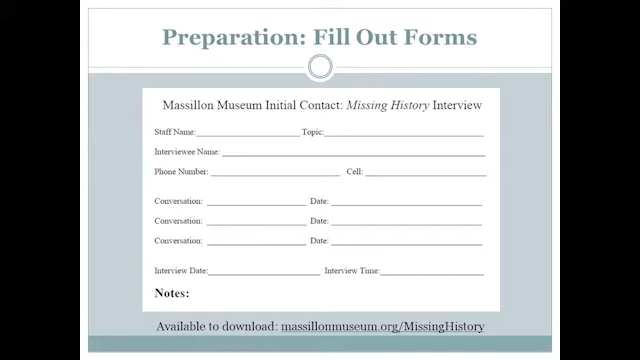 Preparation: Fill Out Forms
Massillon Museum Initial Contact: Missing History Interview
Staff Name: Topic:
Interviewee Name:
Phone Number: Cell:
Conversation: Date:
Conversation: Date:
Conversation: Date:
Interview Date: Interview Time:
Notes:
Available to download: massillonmuseum.org/MissingHistory